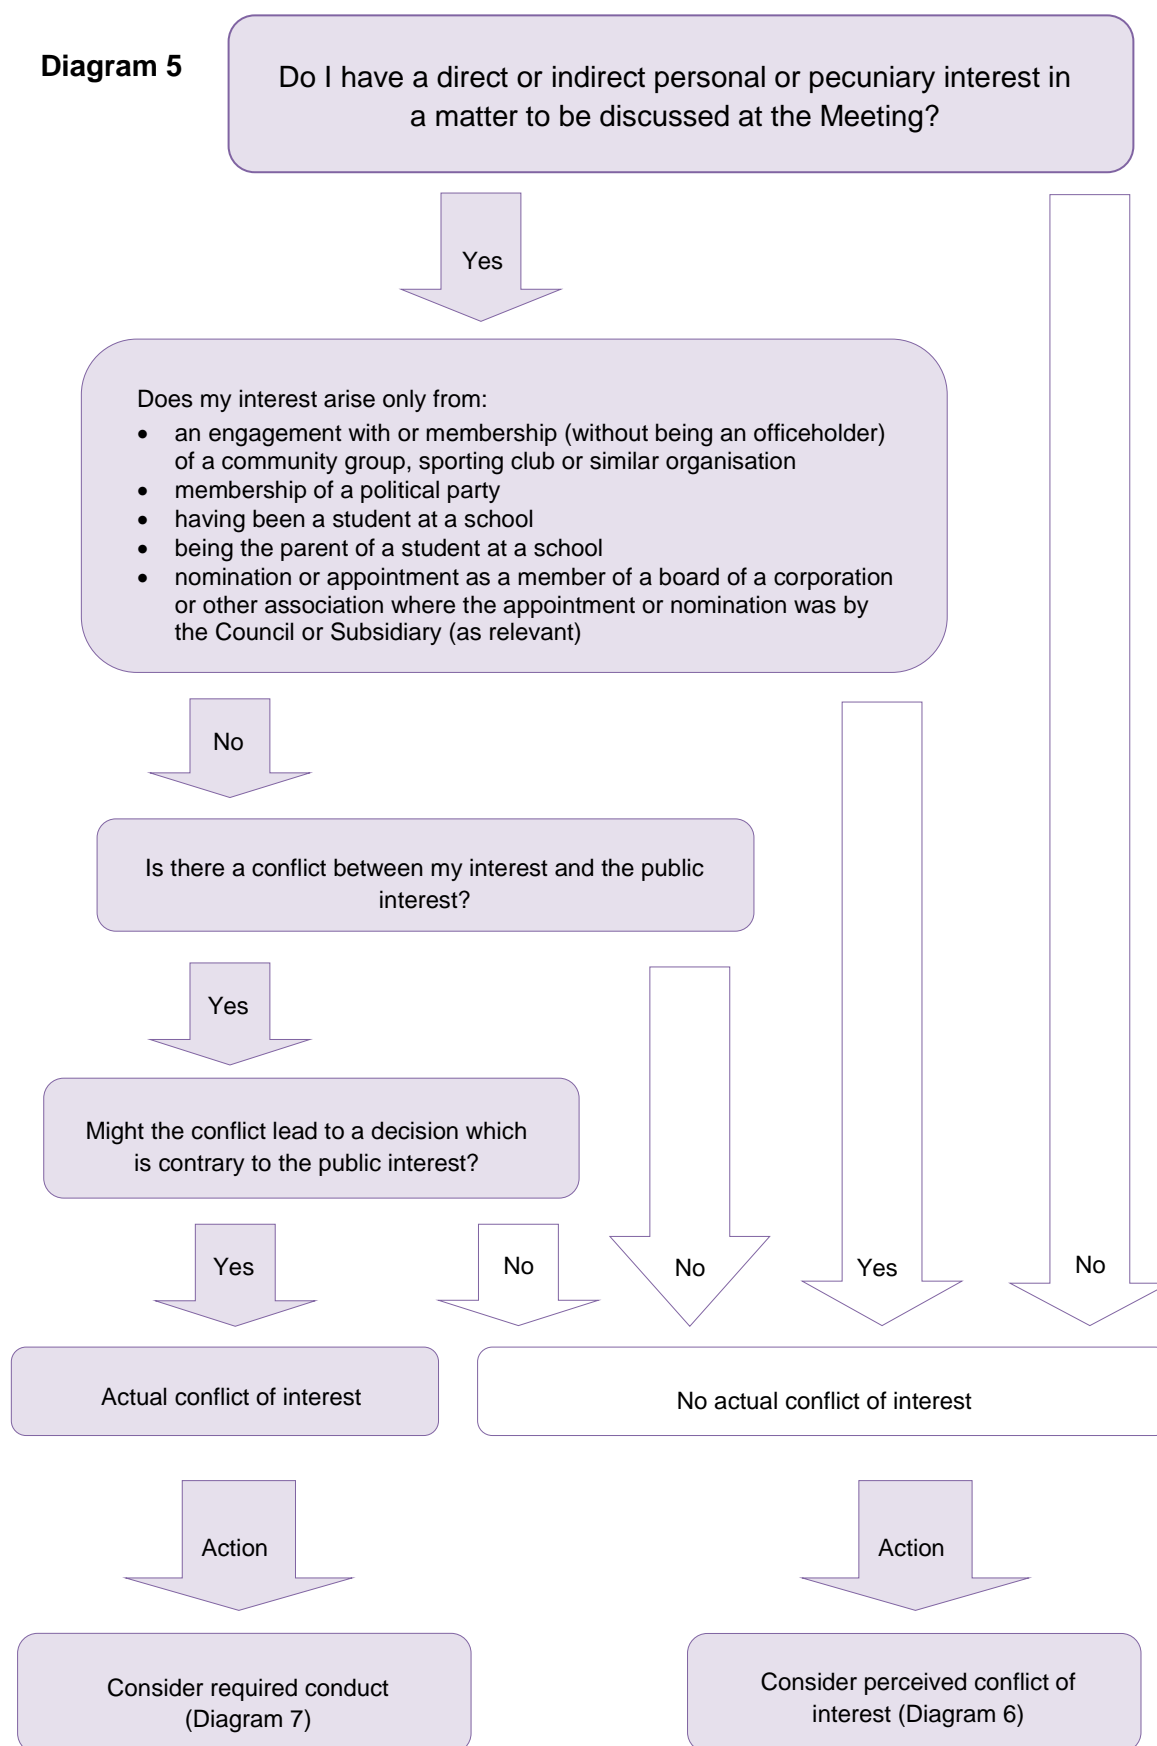 Diagram 5
Do I have a direct or indirect personal or pecuniary interest in
a matter to be discussed at the Meeting?
Yes
Does my interest arise only from:
• an engagement with or membership (without being an officeholder)
of a community group, sporting club or similar organisation
• membership of a political party
• having been a student at a school
• being the parent of a student at a school
• nomination or appointment as a member of a board of a corporation
or other association where the appointment or nomination was by
the Council or Subsidiary (as relevant)
No
Is there a conflict between my interest and the public
interest?
Yes
Might the conflict lead to a decision which
is contrary to the public interest?
Yes
No
No
Yes
No
Actual conflict of interest
No actual conflict of interest
Action
Action
Consider required conduct
(Diagram 7)
Consider perceived conflict of
interest (Diagram 6)